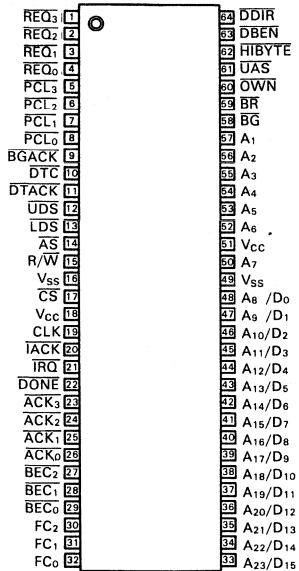 REQ3 1 64 DDIR
REQ2 2 63 DBEN
REQ1 3 62 HIBYTE
REQ0 4 61 UAS
PCL3 5 60 OWN
PCL2 6 59 BR
PCL1 7 58 BG
PCL0 8 57 A1
BGACK 9 56 A2
DTC 10 55 A3
DTACK 11 54 A4
UDS 12 53 A5
LDS 13 52 A6
AS 14 51 VCC
R/W 15 50 A7
VSS 16 49 VSS
CS 17 48 A8 /D0
VCC 18 47 A9 /D1
CLK 19 46 A10/D2
IACK 20 45 A11/D3
IRQ 21 44 A12/D4
DONE 22 43 A13/D5
ACK3 23 42 A14/D6
ACK2 24 41 A15/D7
ACK1 25 40 A16/D8
ACK0 26 39 A17/D9
BEC2 27 38 A18/D10
BEC1 28 37 A19/D11
BEC0 29 36 A20/D12
FC2 30 35 A21/D13
FC1 31 34 A22/D14
FC0 32 33 A23/D15